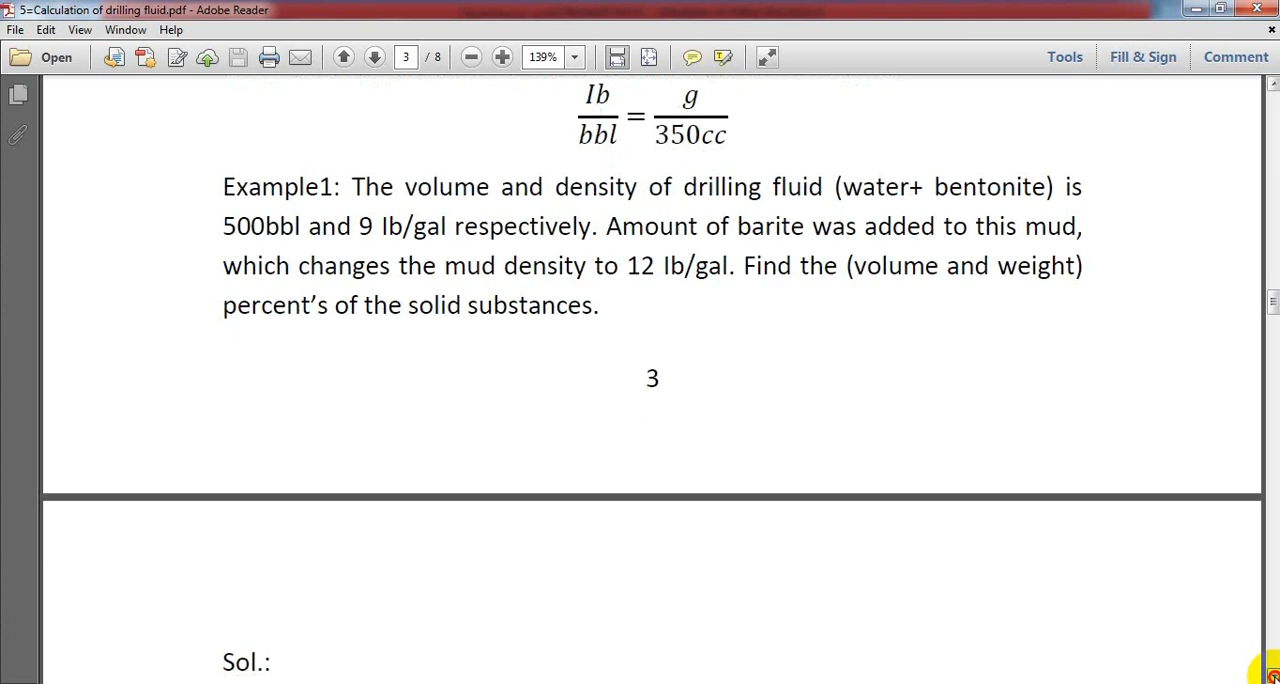 5=Calculation of drilling fluid.pdf - Adobe Reader
File Edit View Window Help
Open 3 / 8 139% Tools Fill & Sign Comment
Ib/bbl = g/350cc
Example1: The volume and density of drilling fluid (water+ bentonite) is
500bbl and 9 Ib/gal respectively. Amount of barite was added to this mud,
which changes the mud density to 12 Ib/gal. Find the (volume and weight)
percent’s of the solid substances.
3
Sol.: